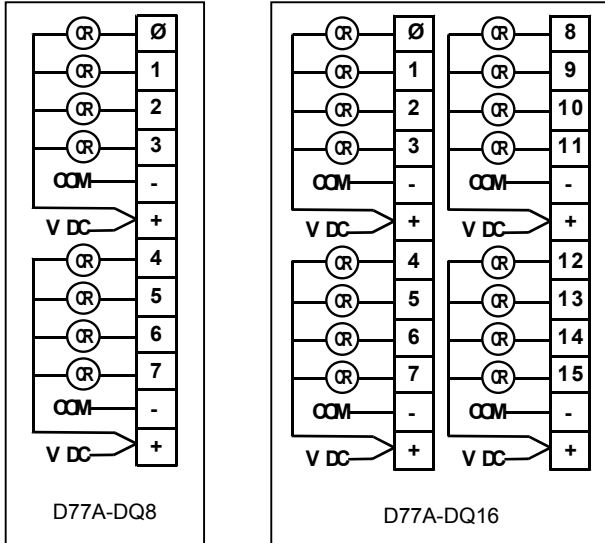 CR Ø
CR 1
CR 2
CR 3
COM -
V DC +
CR 4
CR 5
CR 6
CR 7
COM -
V DC +
D77A-DQ8
CR Ø
CR 1
CR 2
CR 3
COM -
V DC +
CR 4
CR 5
CR 6
CR 7
COM -
V DC +
CR 8
CR 9
CR 10
CR 11
COM -
V DC +
CR 12
CR 13
CR 14
CR 15
COM -
V DC +
D77A-DQ16